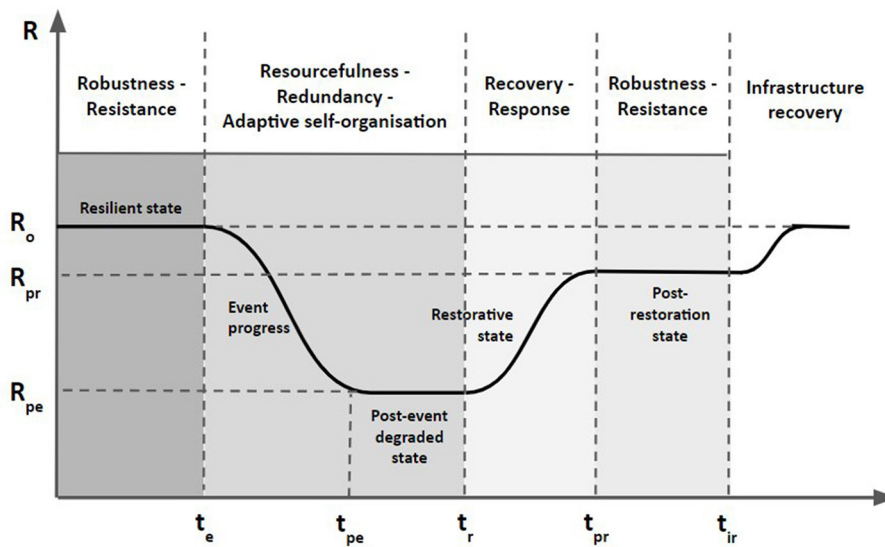 R
Robustness -
Resistance
Resourcefulness -
Redundancy -
Adaptive self-organisation
Recovery -
Response
Robustness -
Resistance
Infrastructure
recovery
Resilient state
Ro
Rpr
Rpe
Event
progress
Post-event
degraded
state
Restorative
state
Post-
restoration
state
te
tpe
tr
tpr
tir